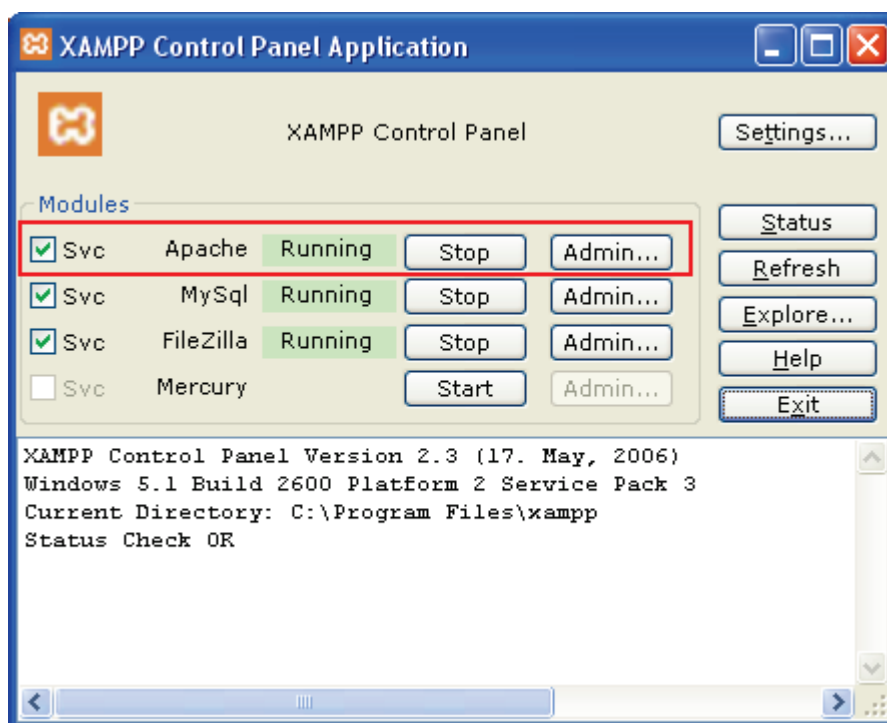 XAMPP Control Panel Application
XAMPP Control Panel
Settings...
Modules
Svc Apache Running Stop Admin...
Svc MySql Running Stop Admin...
Svc FileZilla Running Stop Admin...
Svc Mercury Start Admin...
Status
Refresh
Explore...
Help
Exit
XAMPP Control Panel Version 2.3 (17. May, 2006)
Windows 5.1 Build 2600 Platform 2 Service Pack 3
Current Directory: C:\Program Files\xampp
Status Check OK